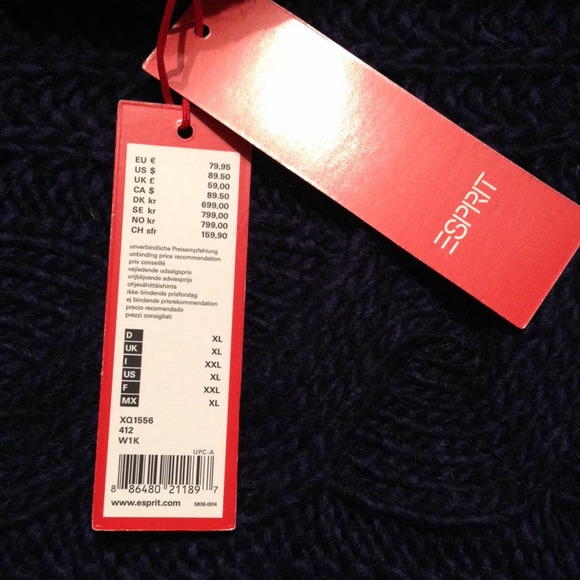 EU € 79,95
US $ 89.50
UK £ 59,00
CA $ 89.50
DK kr 699,00
SE kr 799,00
NO kr 799,00
CH sfr 159,90
unverbindliche Preisempfehlung
unbinding price recommendation
prix conseillé
vejledende udsalgspris
vrijblijvende adviesprijs
ohjevähittäishinta
ikke-bindende prisforslag
ej bindande prisrekommendation
precio recomendado
prezzi consigliati
D XL
UK XL
I XXL
US XL
F XXL
MX XL
XQ1556
412
W1K
UPC-A
8 86480 21189 7
www.esprit.com 5836-0014
ESPRIT